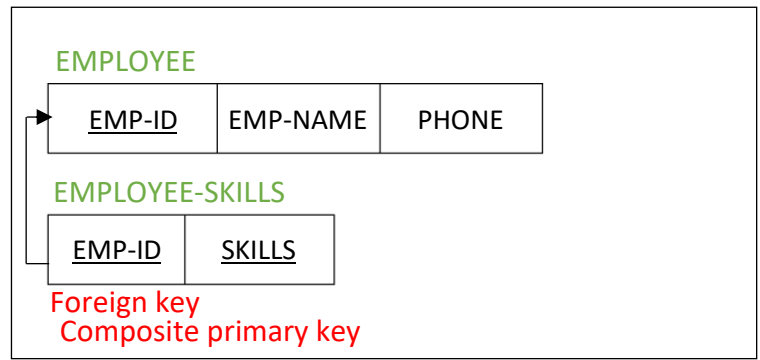 EMPLOYEE
EMP-ID EMP-NAME PHONE
EMPLOYEE-SKILLS
EMP-ID SKILLS
Foreign key
Composite primary key